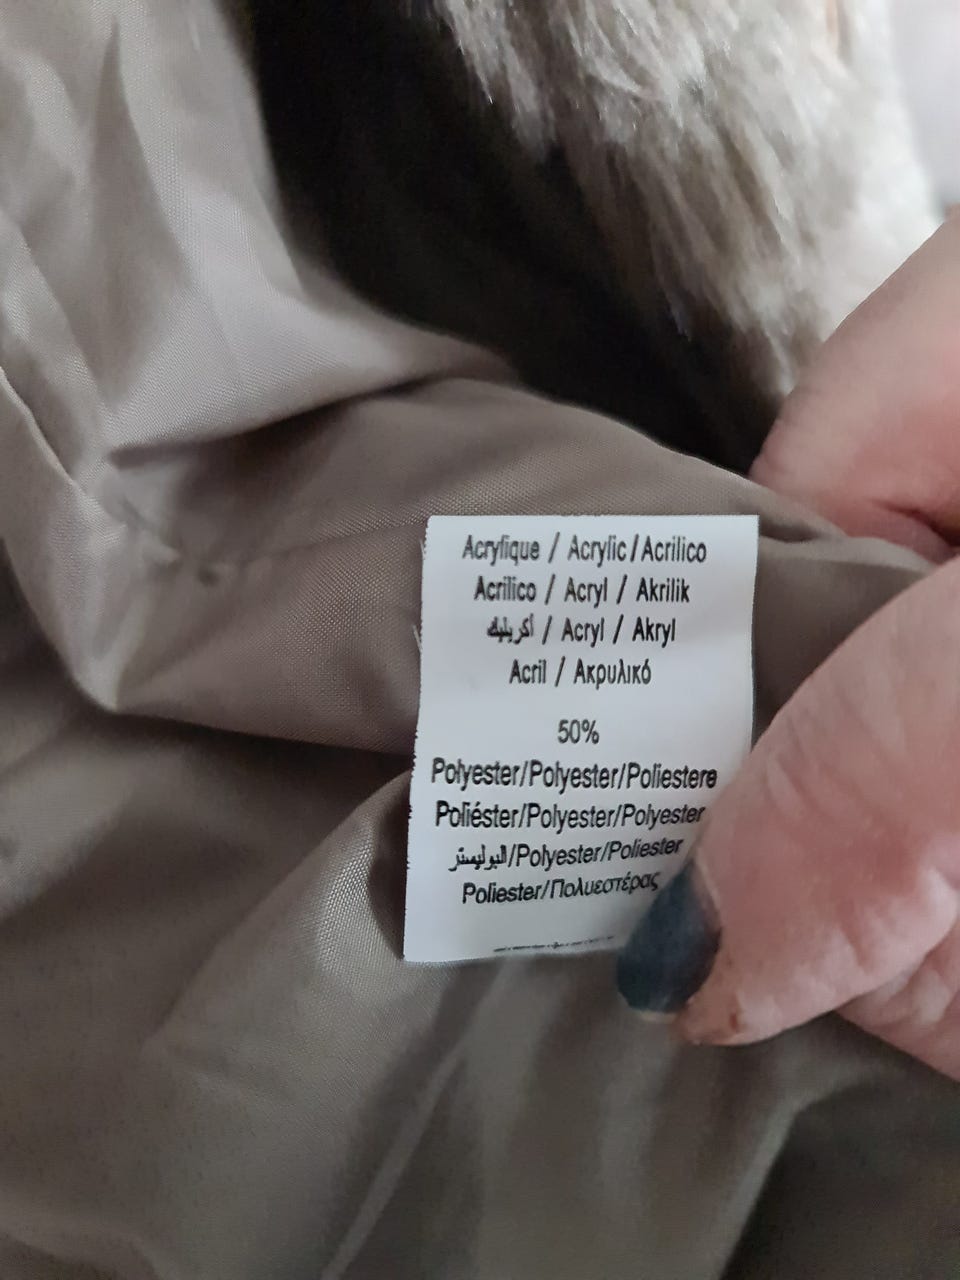 Acrylique / Acrylic / Acrilico
Acrilico / Acryl / Akrilik
أكريليك / Acryl / Akryl
Acril / Ακρυλικό
50%
Polyester/Polyester/Poliestere
Poliéster/Polyester/Polyester
البوليستر/Polyester/Poliester
Poliester/Πολυεστέρας